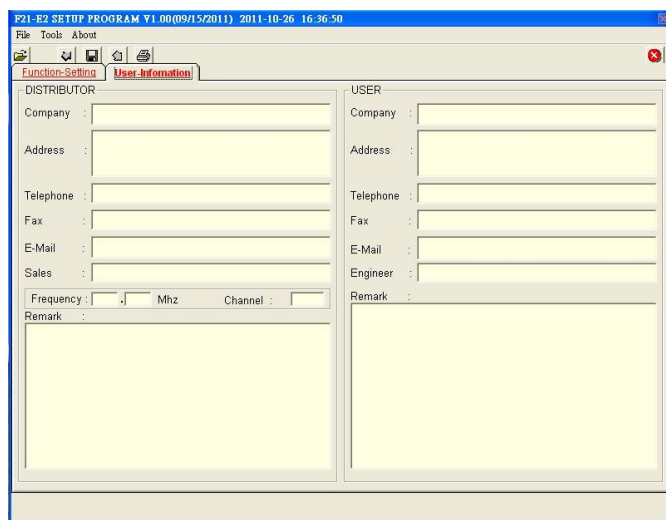 F21-E2 SETUP PROGRAM V1.00(09/15/2011) 2011-10-26 16:36:50
File Tools About
Function-Setting User-Infomation
DISTRIBUTOR
Company :
Address :
Telephone :
Fax :
E-Mail :
Sales :
Frequency : . Mhz Channel :
Remark :
USER
Company :
Address :
Telephone :
Fax :
E-Mail :
Engineer :
Remark :